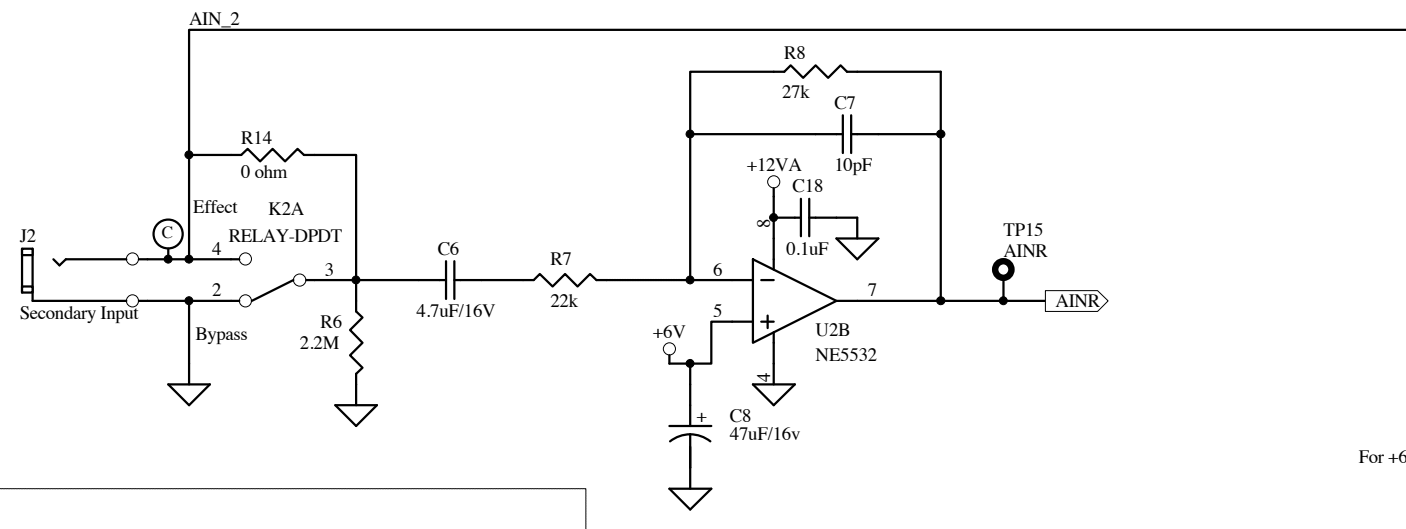 AIN_2
R8
27k
C7
10pF
R14
0 ohm
+12VA
C18
8
0.1uF
Effect
K2A
RELAY-DPDT
C
J2
4
3
2
C6
4.7uF/16V
R7
22k
6
5
7
TP15
AINR
AINR
Secondary Input
Bypass
R6
2.2M
+6V
U2B
NE5532
4
+
C8
47uF/16v
For +6